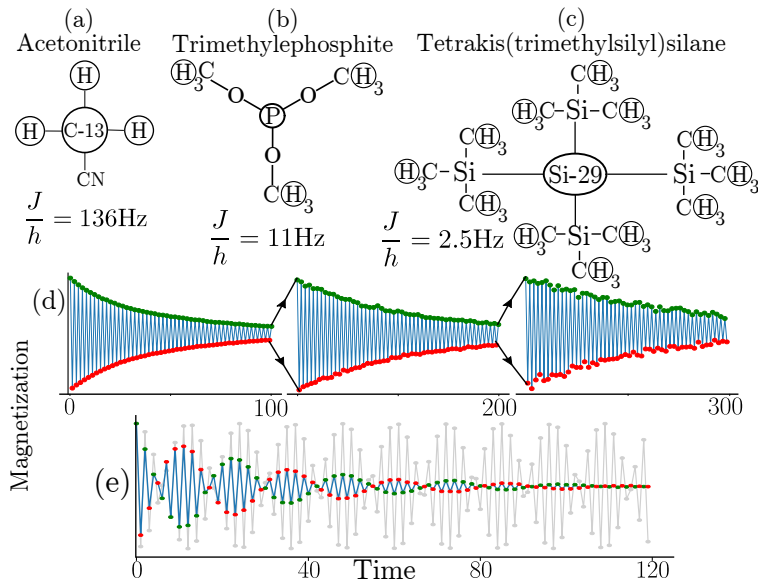 (a)
Acetonitrile
H
H C-13 H
CN
J/h = 136Hz
(b)
Trimethylephosphite
H3C CH3
O O
P
O
CH3
J/h = 11Hz
(c)
Tetrakis(trimethylsilyl)silane
CH3
H3C Si CH3
CH3 CH3
H3C Si Si-29 Si CH3
CH3 CH3
CH3
H3C Si CH3
CH3
J/h = 2.5Hz
(d)
0 100 200 300
Magnetization
(e)
0 40 80 120
Time